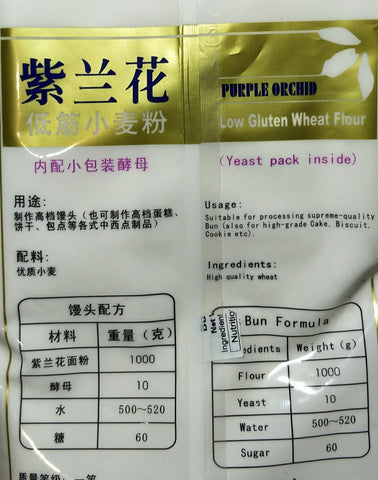 紫兰花
低筋小麦粉
内配小包装酵母
用途:
制作高档馒头(也可制作高档蛋糕、
饼干、包点等各式中西点制品)
配料:
优质小麦
馒头配方
材料 重量(克)
紫兰花面粉 1000
酵母 10
水 500~520
糖 60
PURPLE ORCHID
Low Gluten Wheat Flour
(Yeast pack inside)
Usage:
Suitable for processing supreme-quality
Bun (also for high-grade Cake, Biscuit,
Cookie etc).
Ingredients:
High quality wheat
Ingredient
Nutritio
Bun Formula
edients Weight (g)
Flour 1000
Yeast 10
Water 500~520
Sugar 60